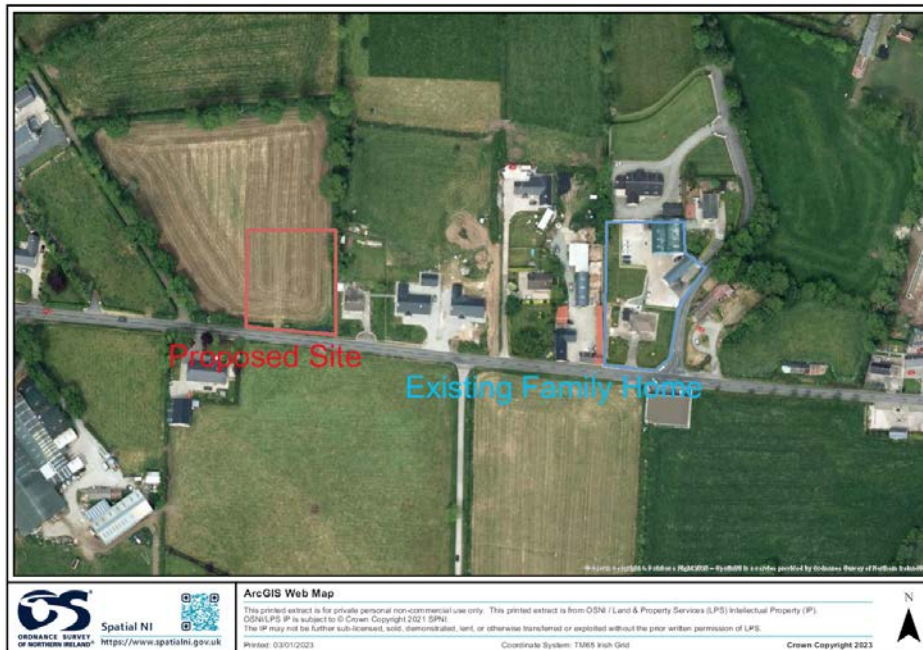 Proposed Site
Existing Family Home
OS
ORDNANCE SURVEY
OF NORTHERN IRELAND®
Spatial NI
https://www.spatialni.gov.uk
ArcGIS Web Map
This printed extract is for private personal non-commercial use only. This printed extract is from OSNI / Land & Property Services (LPS) Intellectual Property (IP).
OSNI/LPS IP is subject to © Crown Copyright 2021 SPNI
The IP may not be further sub-licensed, sold, demonstrated, lent, or otherwise transferred or exploited without the prior written permission of LPS.
Printed: 03/01/2023
Coordinate System: TM65 Irish Grid
Crown Copyright 2023
N